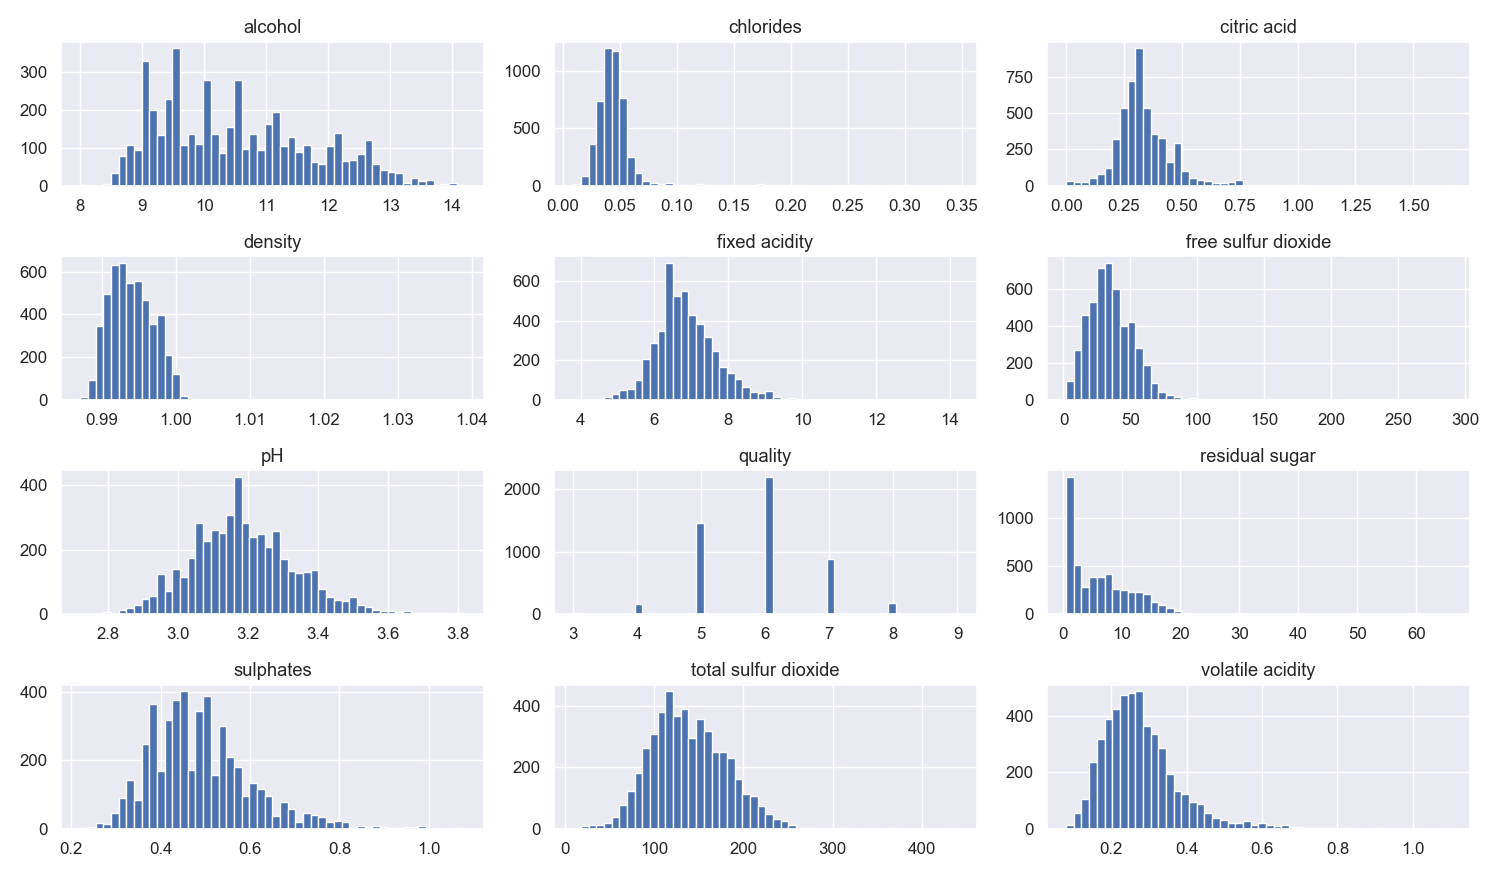 alcohol
300
200
100
0
8 9 10 11 12 13 14
chlorides
1000
500
0
0.00 0.05 0.10 0.15 0.20 0.25 0.30 0.35
citric acid
750
500
250
0
0.00 0.25 0.50 0.75 1.00 1.25 1.50
density
600
400
200
0
0.99 1.00 1.01 1.02 1.03 1.04
fixed acidity
600
400
200
0
4 6 8 10 12 14
free sulfur dioxide
600
400
200
0
0 50 100 150 200 250 300
pH
400
200
0
2.8 3.0 3.2 3.4 3.6 3.8
quality
2000
1000
0
3 4 5 6 7 8 9
residual sugar
1000
500
0
0 10 20 30 40 50 60
sulphates
400
300
200
100
0
0.2 0.4 0.6 0.8 1.0
total sulfur dioxide
400
200
0
0 100 200 300 400
volatile acidity
400
200
0
0.2 0.4 0.6 0.8 1.0